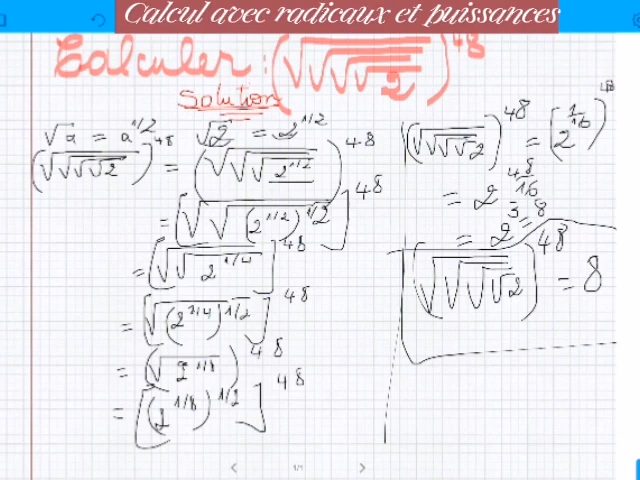 Calcul avec radicaux et puissances
Calculer : (√√√√2)^48
Solution
√a = a^1/2 √2 = 2^1/2
(√√√√2)^48 = (√√√2^1/2)^48
= [√√(2^1/2)^1/2]^48
= [√√2^1/4]^48
= [√(2^1/4)^1/2]^48
= (√2^1/8)^48
= [(2^1/8)^1/2]^48
(√√√√2)^48 = [2^1/16]^48
= 2^48/16
= 2^3 = 8
(√√√√2)^48 = 8
1/1